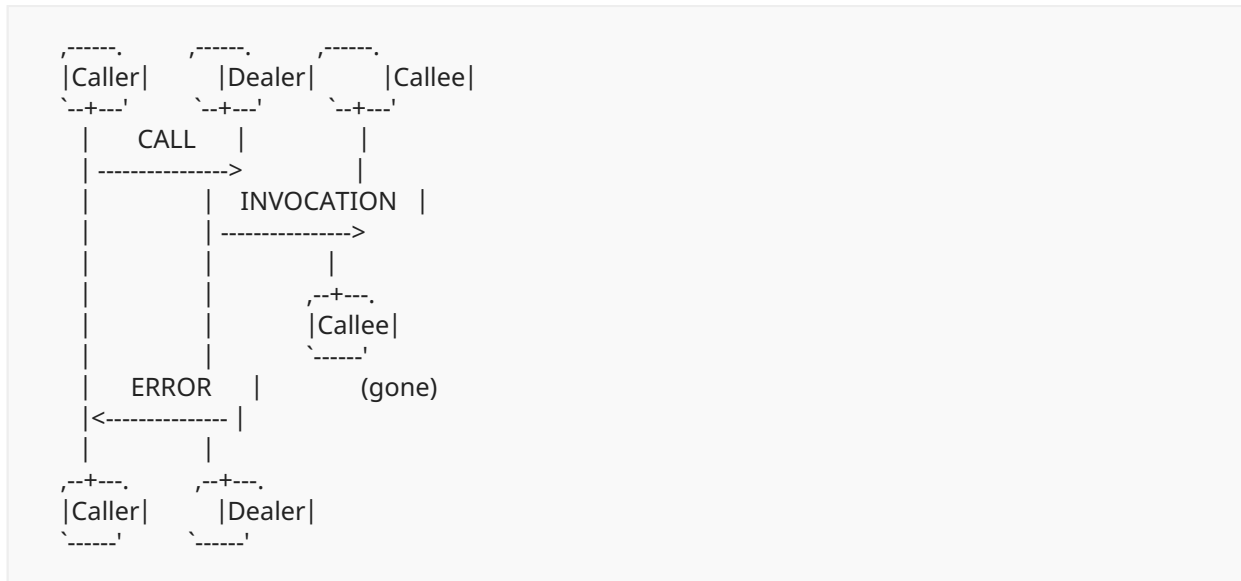 ,------.          ,------.          ,------.
|Caller|          |Dealer|          |Callee|
`--+---'          `--+---'          `--+---'
   |       CALL      |                 |
   | ---------------->                 |
   |                 |   INVOCATION   |
   |                 | ---------------->
   |                 |                 |
   |                 |              ,--+---.
   |                 |              |Callee|
   |                 |              `------'
   |      ERROR      |               (gone)
   |<--------------- |
   |                 |
,--+---.          ,--+---.
|Caller|          |Dealer|
`------'          `------'